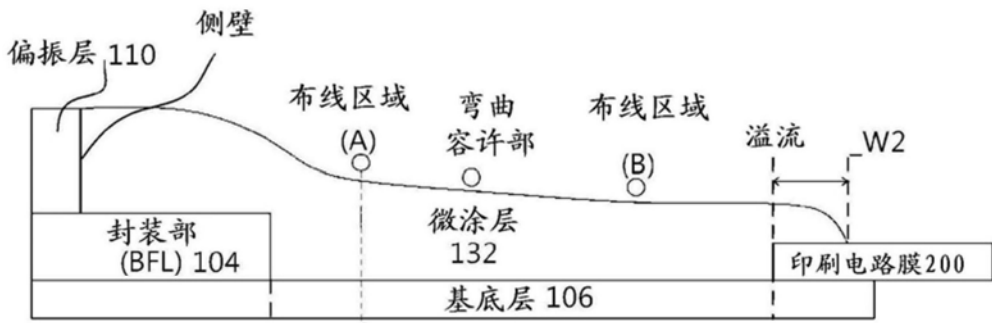 侧壁
偏振层 110
布线区域
(A)
弯曲
容许部
布线区域
(B)
溢流
W2
封装部
(BFL) 104
微涂层
132
印刷电路膜200
基底层 106